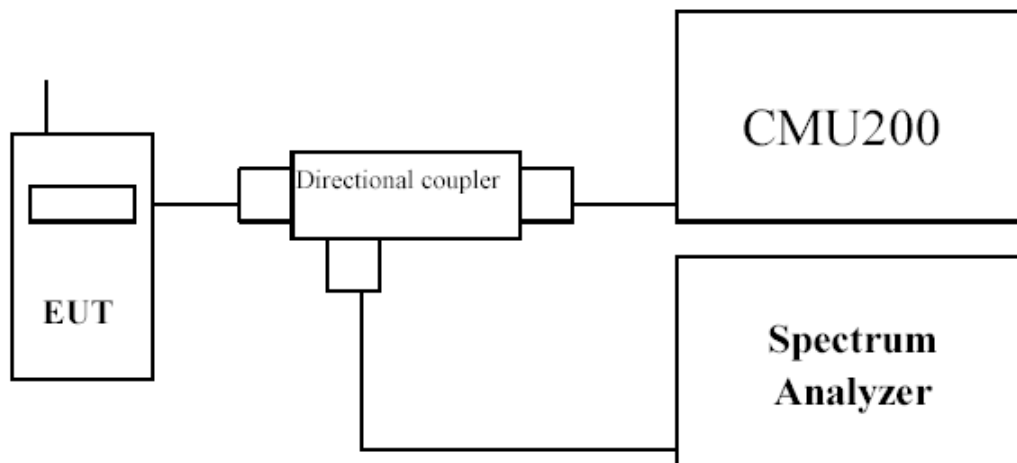 CMU200
Directional coupler
EUT
Spectrum
Analyzer